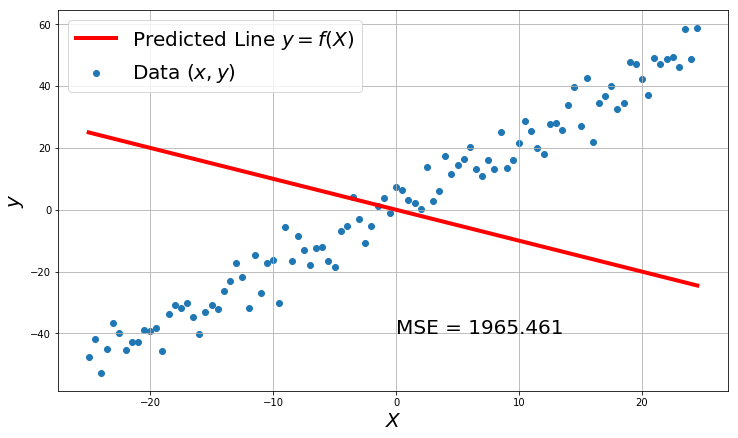 Predicted Line y = f(X)
Data (x, y)
60
40
20
0
−20
−40
y
MSE = 1965.461
−20
−10
0
10
20
X